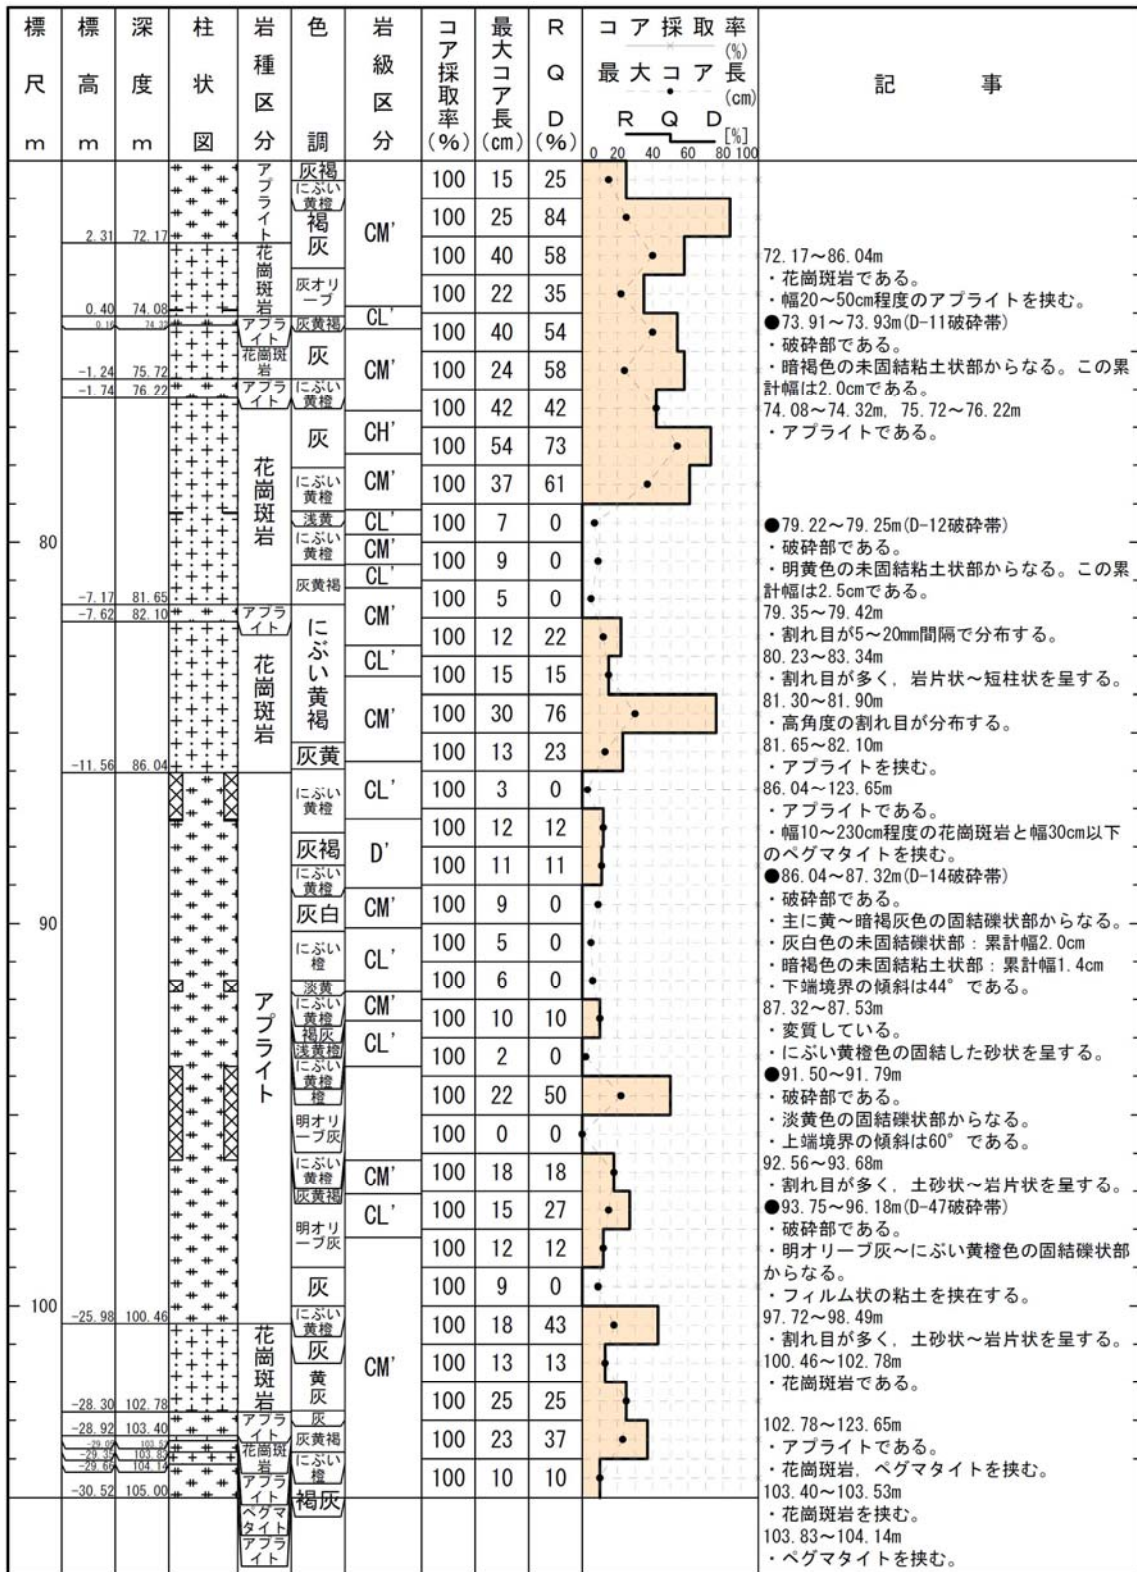 標尺m
標高m
深度m
柱状図
岩種区分
色調
岩級区分
コア採取率(%)
最大コア長(cm)
RQD(%)
コア採取率(%)
最大コア長(cm)
RQD[%]
0 20 40 60 80 100
記事
80
90
100
2.31 72.17
0.40 74.08
-1.24 75.72
-1.74 76.22
-7.17 81.65
-7.62 82.10
-11.56 86.04
-25.98 100.46
-28.30 102.78
-28.92 103.40
-30.52 105.00
アプライト
花崗斑岩
アプライト
花崗斑岩
アプライト
花崗斑岩
アプライト
花崗斑岩
アプライト
花崗斑岩
アプライト
花崗斑岩
アプライト
ペグマタイト
アプライト
灰褐
にぶい黄橙
褐灰
灰オリーブ
灰黄褐
灰
にぶい黄橙
灰
にぶい黄橙
浅黄
にぶい黄橙
灰黄褐
にぶい黄褐
灰黄
にぶい黄橙
灰褐
にぶい黄橙
灰白
にぶい橙
淡黄
にぶい黄橙
褐灰
浅黄橙
にぶい黄橙
橙
明オリーブ灰
にぶい黄橙
灰黄褐
明オリーブ灰
灰
にぶい黄橙
灰
黄灰
灰
灰黄褐
にぶい橙
褐灰
CM'
CL'
CM'
CH'
CM'
CL'
CM'
CL'
CM'
CL'
CM'
CL'
D'
CM'
CL'
CM'
CL'
CM'
CL'
CM'
100 15 25
100 25 84
100 40 58
100 22 35
100 40 54
100 24 58
100 42 42
100 54 73
100 37 61
100 7 0
100 9 0
100 5 0
100 12 22
100 15 15
100 30 76
100 13 23
100 3 0
100 12 12
100 11 11
100 9 0
100 5 0
100 6 0
100 10 10
100 2 0
100 22 50
100 0 0
100 18 18
100 15 27
100 12 12
100 9 0
100 18 43
100 13 13
100 25 25
100 23 37
100 10 10
72.17～86.04m
・花崗斑岩である。
・幅20～50cm程度のアプライトを挟む。
●73.91～73.93m(D-11破砕帯)
・破砕部である。
・暗褐色の未固結粘土状部からなる。この累
計幅は2.0cmである。
74.08～74.32m, 75.72～76.22m
・アプライトである。
●79.22～79.25m(D-12破砕帯)
・破砕部である。
・明黄色の未固結粘土状部からなる。この累
計幅は2.5cmである。
79.35～79.42m
・割れ目が5～20mm間隔で分布する。
80.23～83.34m
・割れ目が多く，岩片状～短柱状を呈する。
81.30～81.90m
・高角度の割れ目が分布する。
81.65～82.10m
・アプライトを挟む。
86.04～123.65m
・アプライトである。
・幅10～230cm程度の花崗斑岩と幅30cm以下
のペグマタイトを挟む。
●86.04～87.32m(D-14破砕帯)
・破砕部である。
・主に黄～暗褐灰色の固結礫状部からなる。
・灰白色の未固結礫状部：累計幅2.0cm
・暗褐色の未固結粘土状部：累計幅1.4cm
・下端境界の傾斜は44°である。
87.32～87.53m
・変質している。
・にぶい黄橙色の固結した砂状を呈する。
●91.50～91.79m
・破砕部である。
・淡黄色の固結礫状部からなる。
・上端境界の傾斜は60°である。
92.56～93.68m
・割れ目が多く，土砂状～岩片状を呈する。
●93.75～96.18m(D-47破砕帯)
・破砕部である。
・明オリーブ灰～にぶい黄橙色の固結礫状部
からなる。
・フィルム状の粘土を挟在する。
97.72～98.49m
・割れ目が多く，土砂状～岩片状を呈する。
100.46～102.78m
・花崗斑岩である。
102.78～123.65m
・アプライトである。
・花崗斑岩，ペグマタイトを挟む。
103.40～103.53m
・花崗斑岩を挟む。
103.83～104.14m
・ペグマタイトを挟む。